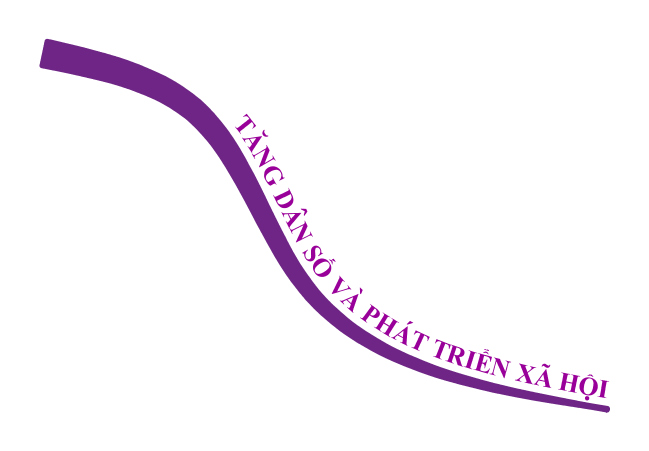 TĂNG DÂN SỐ VÀ PHÁT TRIỂN XÃ HỘI